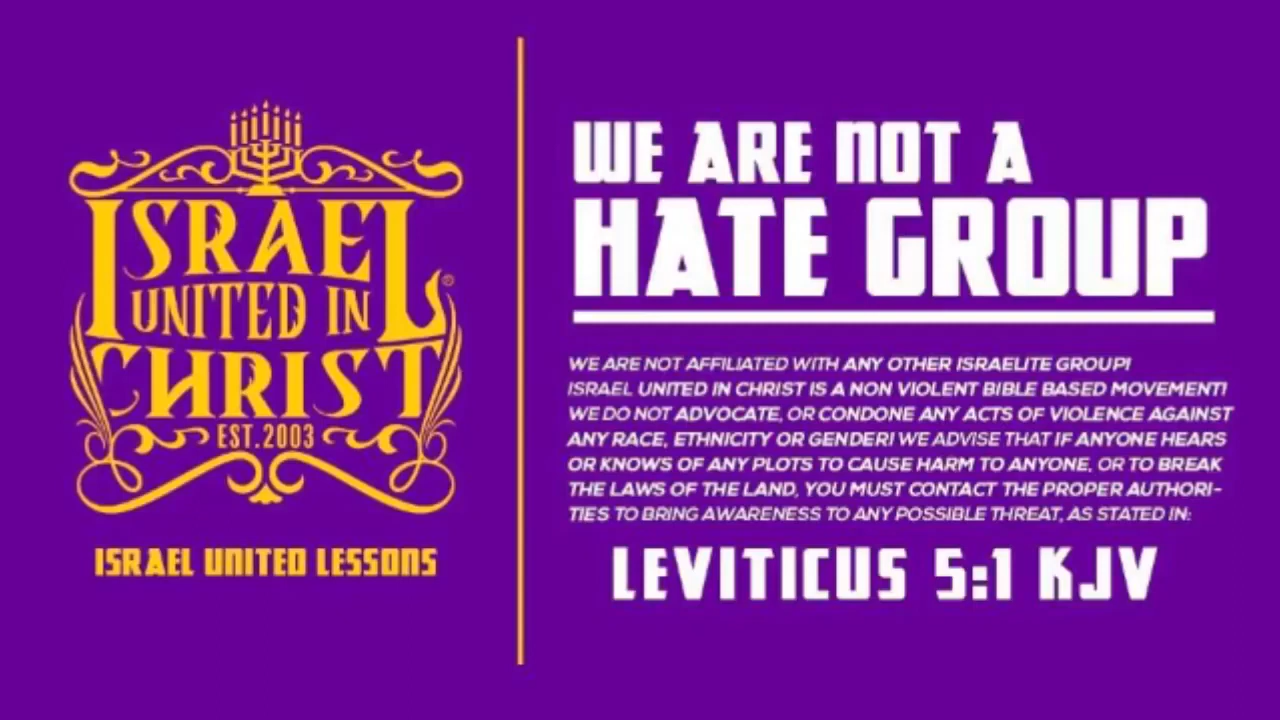 ISRAEL
UNITED IN
CHRIST
EST. 2003
ISRAEL UNITED LESSONS
WE ARE NOT A
HATE GROUP
WE ARE NOT AFFILIATED WITH ANY OTHER ISRAELITE GROUP!
ISRAEL UNITED IN CHRIST IS A NON VIOLENT BIBLE BASED MOVEMENT!
WE DO NOT ADVOCATE, OR CONDONE ANY ACTS OF VIOLENCE AGAINST
ANY RACE, ETHNICITY OR GENDER! WE ADVISE THAT IF ANYONE HEARS
OR KNOWS OF ANY PLOTS TO CAUSE HARM TO ANYONE, OR TO BREAK
THE LAWS OF THE LAND, YOU MUST CONTACT THE PROPER AUTHORI-
TIES TO BRING AWARENESS TO ANY POSSIBLE THREAT, AS STATED IN:
LEVITICUS 5:1 KJV